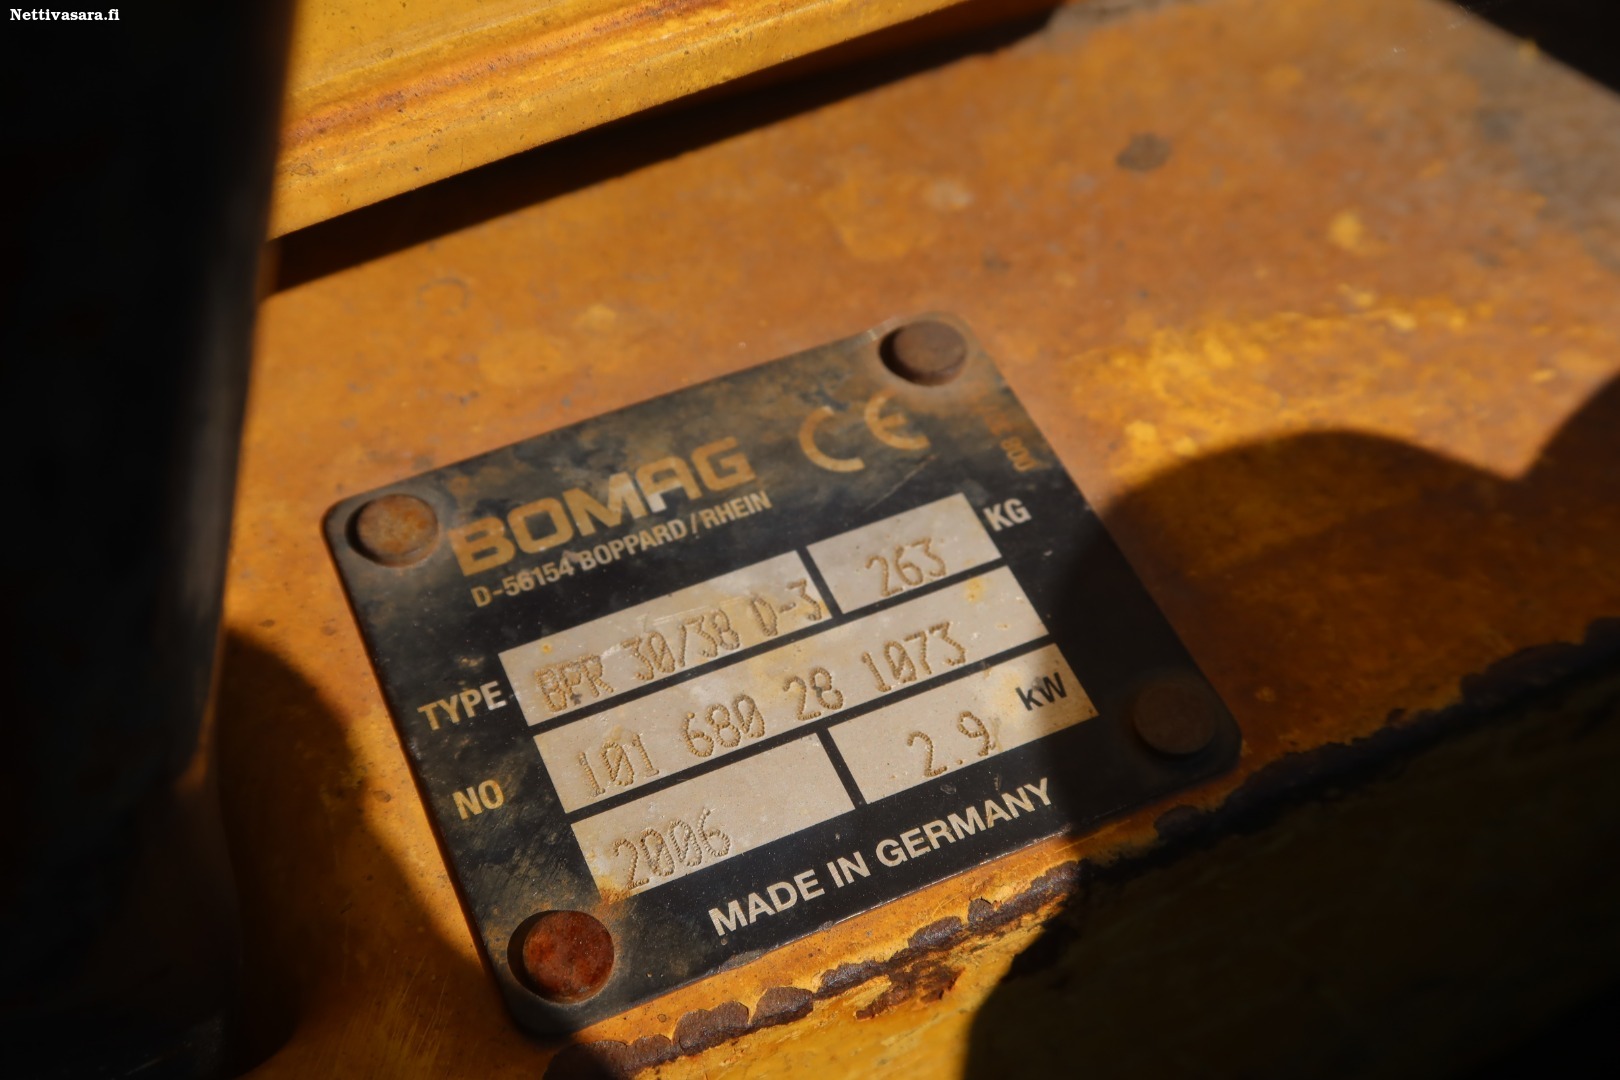 Nettivasara.fi
BOMAG CE
D-56154 BOPPARD/RHEIN
TYPE BPR 30/38 D-3 263 KG
NO 101 680 28 1073
2006 2.9 kW
MADE IN GERMANY